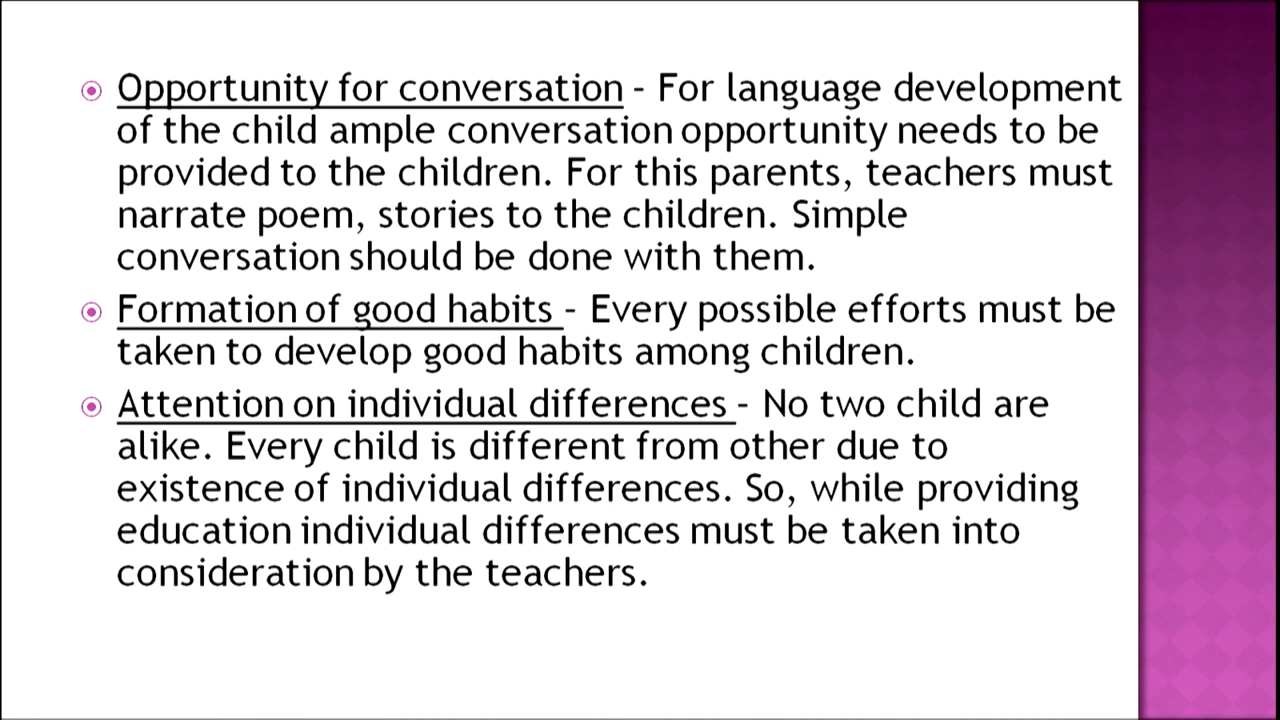 Opportunity for conversation - For language development
of the child ample conversation opportunity needs to be
provided to the children. For this parents, teachers must
narrate poem, stories to the children. Simple
conversation should be done with them.
Formation of good habits - Every possible efforts must be
taken to develop good habits among children.
Attention on individual differences - No two child are
alike. Every child is different from other due to
existence of individual differences. So, while providing
education individual differences must be taken into
consideration by the teachers.